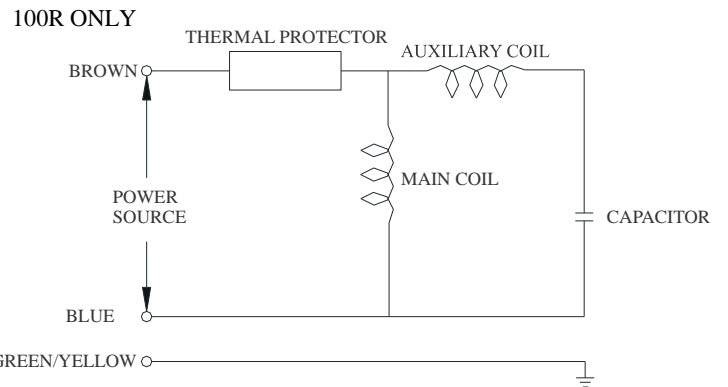 100R ONLY
THERMAL PROTECTOR
AUXILIARY COIL
BROWN
MAIN COIL
POWER
SOURCE
CAPACITOR
BLUE
GREEN/YELLOW